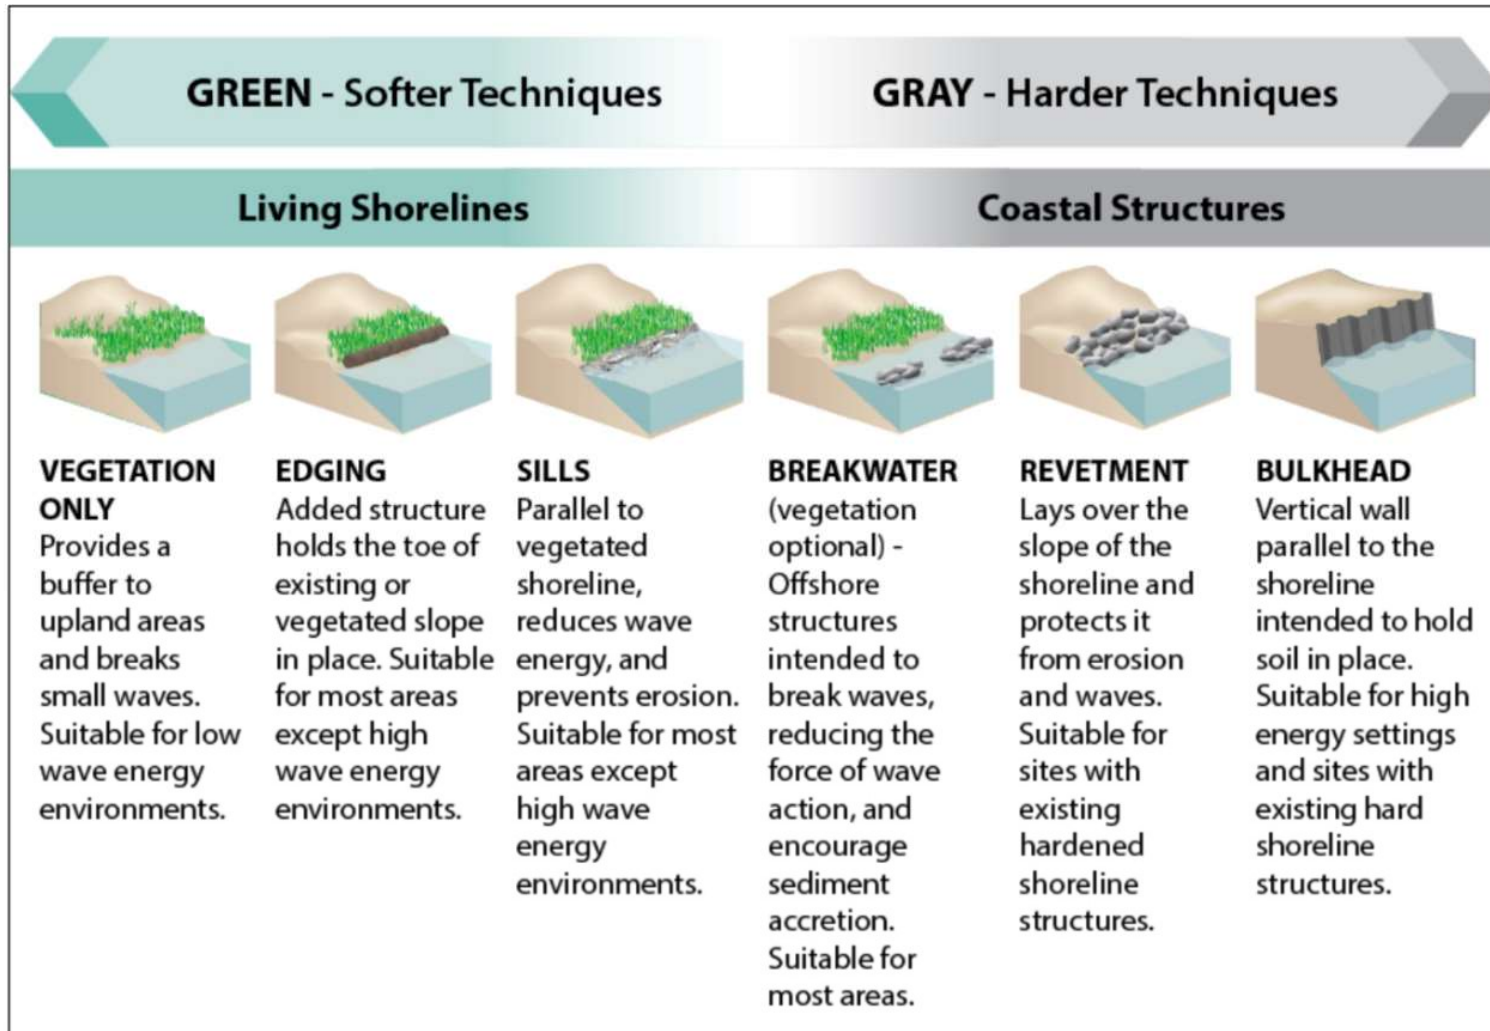 GREEN - Softer Techniques
GRAY - Harder Techniques
Living Shorelines
Coastal Structures
VEGETATION
ONLY
Provides a
buffer to
upland areas
and breaks
small waves.
Suitable for low
wave energy
environments.
EDGING
Added structure
holds the toe of
existing or
vegetated slope
in place. Suitable
for most areas
except high
wave energy
environments.
SILLS
Parallel to
vegetated
shoreline,
reduces wave
energy, and
prevents erosion.
Suitable for most
areas except
high wave
energy
environments.
BREAKWATER
(vegetation
optional) -
Offshore
structures
intended to
break waves,
reducing the
force of wave
action, and
encourage
sediment
accretion.
Suitable for
most areas.
REVETMENT
Lays over the
slope of the
shoreline and
protects it
from erosion
and waves.
Suitable for
sites with
existing
hardened
shoreline
structures.
BULKHEAD
Vertical wall
parallel to the
shoreline
intended to hold
soil in place.
Suitable for high
energy settings
and sites with
existing hard
shoreline
structures.